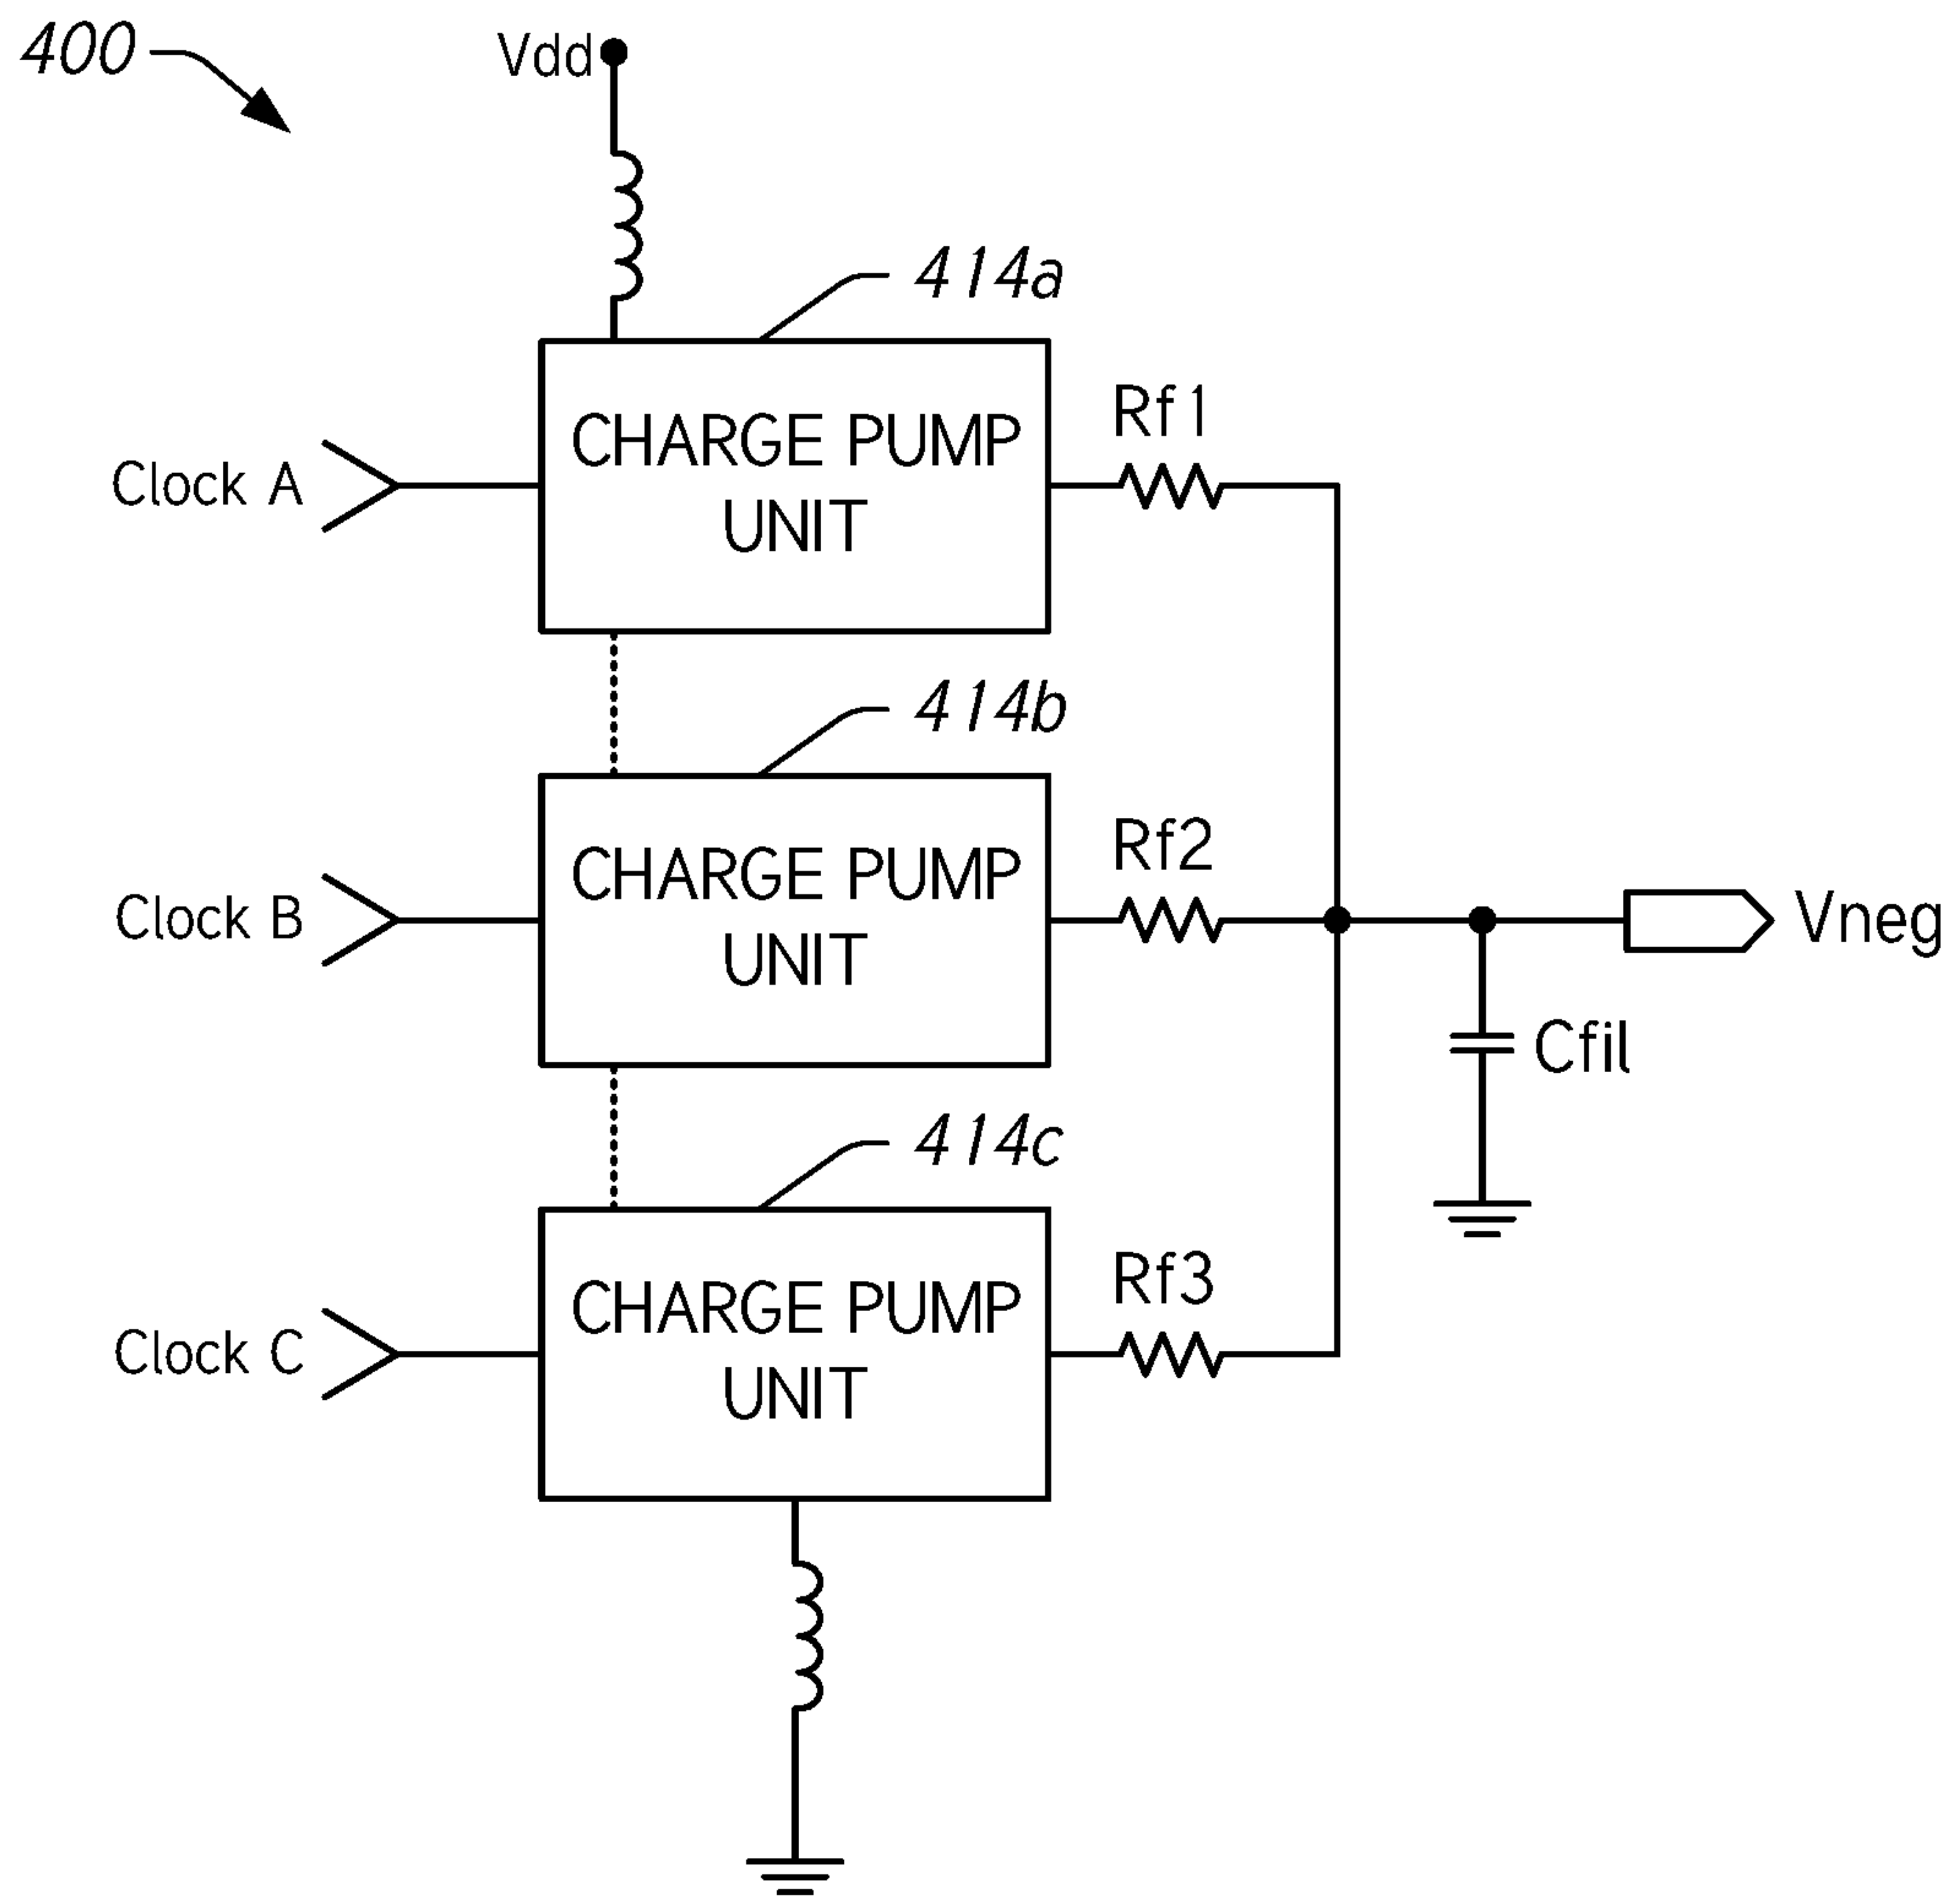 400
Vdd
414a
CHARGE PUMP
UNIT
Rf1
Clock A
414b
CHARGE PUMP
UNIT
Rf2
Clock B
Vneg
Cfil
414c
CHARGE PUMP
UNIT
Rf3
Clock C